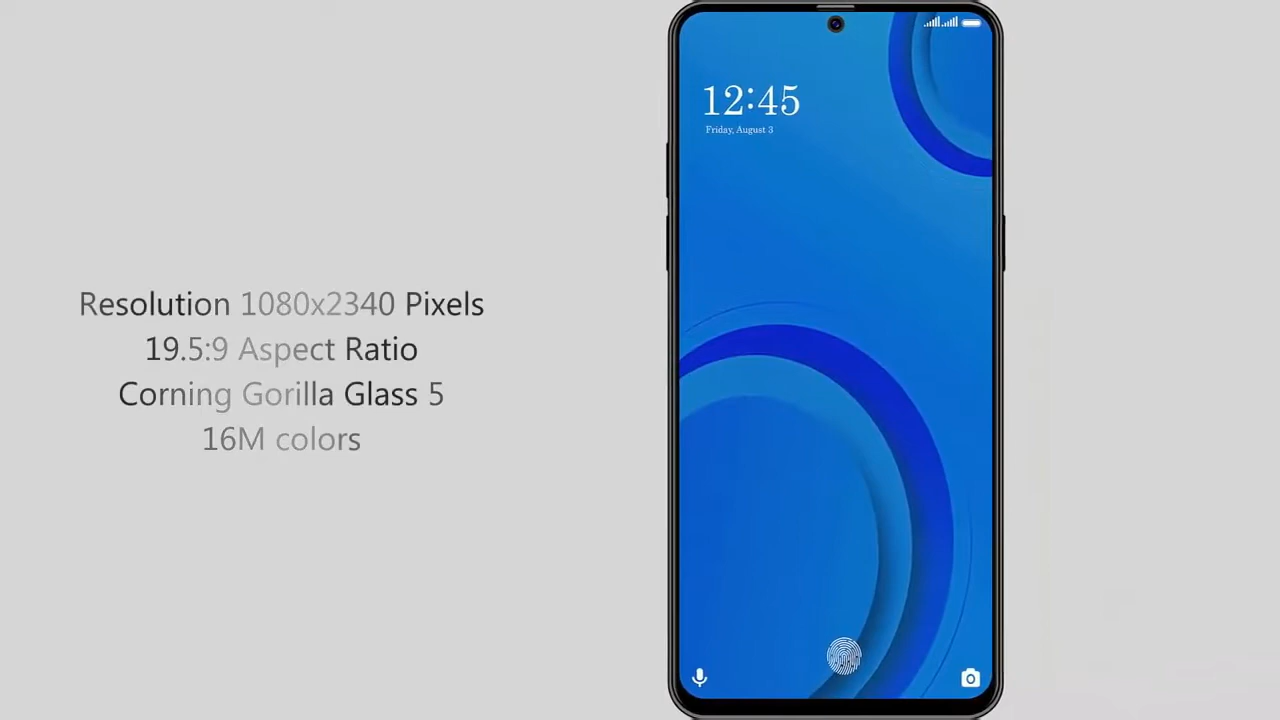 Resolution 1080x2340 Pixels
19.5:9 Aspect Ratio
Corning Gorilla Glass 5
16M colors
12:45
Friday, August 3